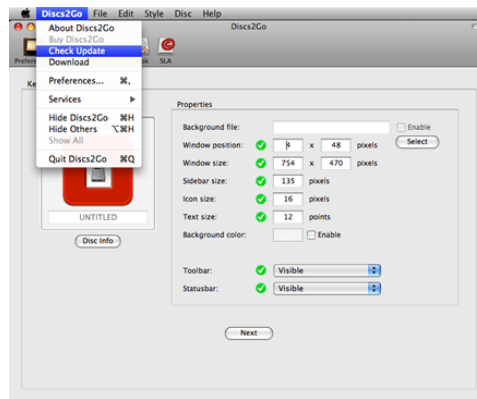 Discs2Go File Edit Style Disc Help
Discs2Go
About Discs2Go
Buy Discs2Go
Check Update
Download
Preferences... ⌘,
Services ▶
Hide Discs2Go ⌘H
Hide Others ⌥⌘H
Show All
Quit Discs2Go ⌘Q
SLA
UNTITLED
Disc Info
Properties
Background file: Enable
Window position: 4 x 48 pixels Select
Window size: 754 x 470 pixels
Sidebar size: 135 pixels
Icon size: 16 pixels
Text size: 12 points
Background color: Enable
Toolbar: Visible
Statusbar: Visible
Next